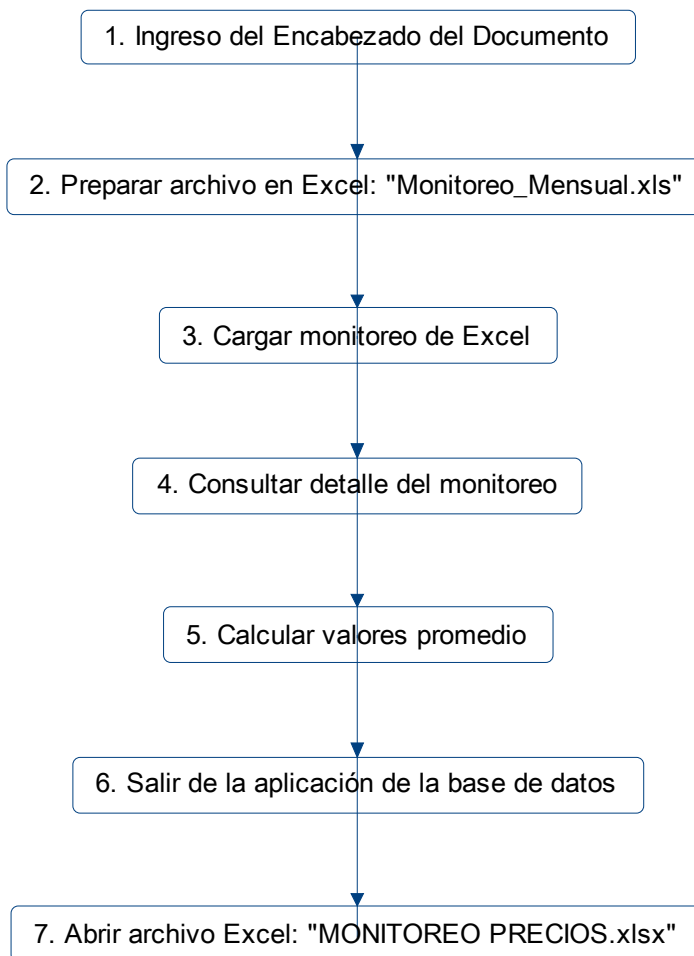 1. Ingreso del Encabezado del Documento
2. Preparar archivo en Excel: "Monitoreo_Mensual.xls"
3. Cargar monitoreo de Excel
4. Consultar detalle del monitoreo
5. Calcular valores promedio
6. Salir de la aplicación de la base de datos
7. Abrir archivo Excel: "MONITOREO PRECIOS.xlsx"